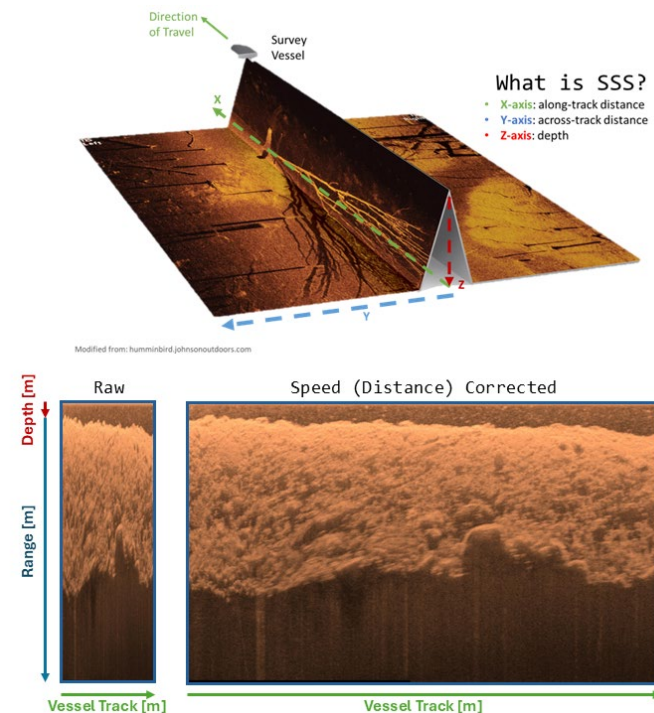 Direction
of Travel
Survey
Vessel
X
What is SSS?
• X-axis: along-track distance
• Y-axis: across-track distance
• Z-axis: depth
Z
Y
Modified from: humminbird.johnsonoutdoors.com
Raw
Speed (Distance) Corrected
Depth [m]
Range [m]
Vessel Track [m]
Vessel Track [m]